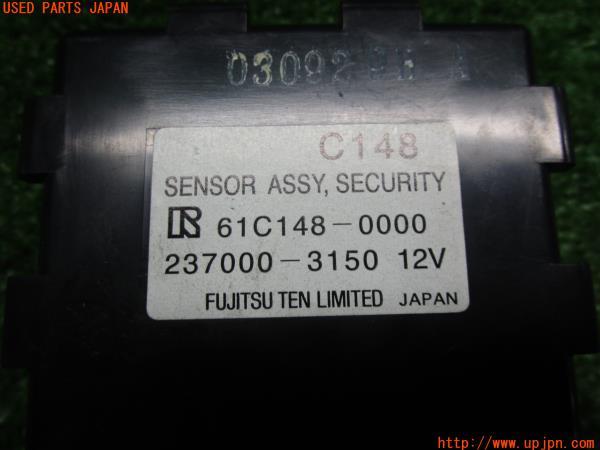 USED PARTS JAPAN
C148
SENSOR ASSY, SECURITY
R 61C148-0000
237000-3150 12V
FUJITSU TEN LIMITED JAPAN
http://www.upjpn.com/